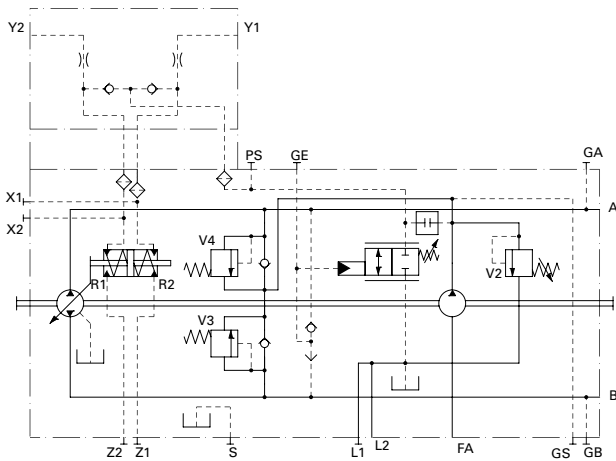 Y2 Y1
PS GE GA
X1 A
X2
V4
V2
R1 R2
V3
B
Z2 Z1 S L1 L2 FA GS GB